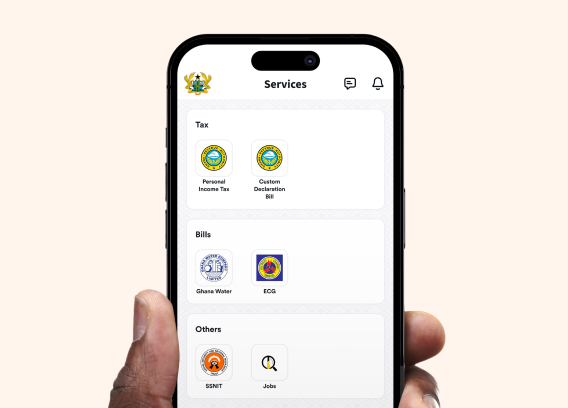 Services
Tax
Personal
Income Tax
Custom
Declaration
Bill
Bills
Ghana Water
ECG
Others
SSNIT
Jobs